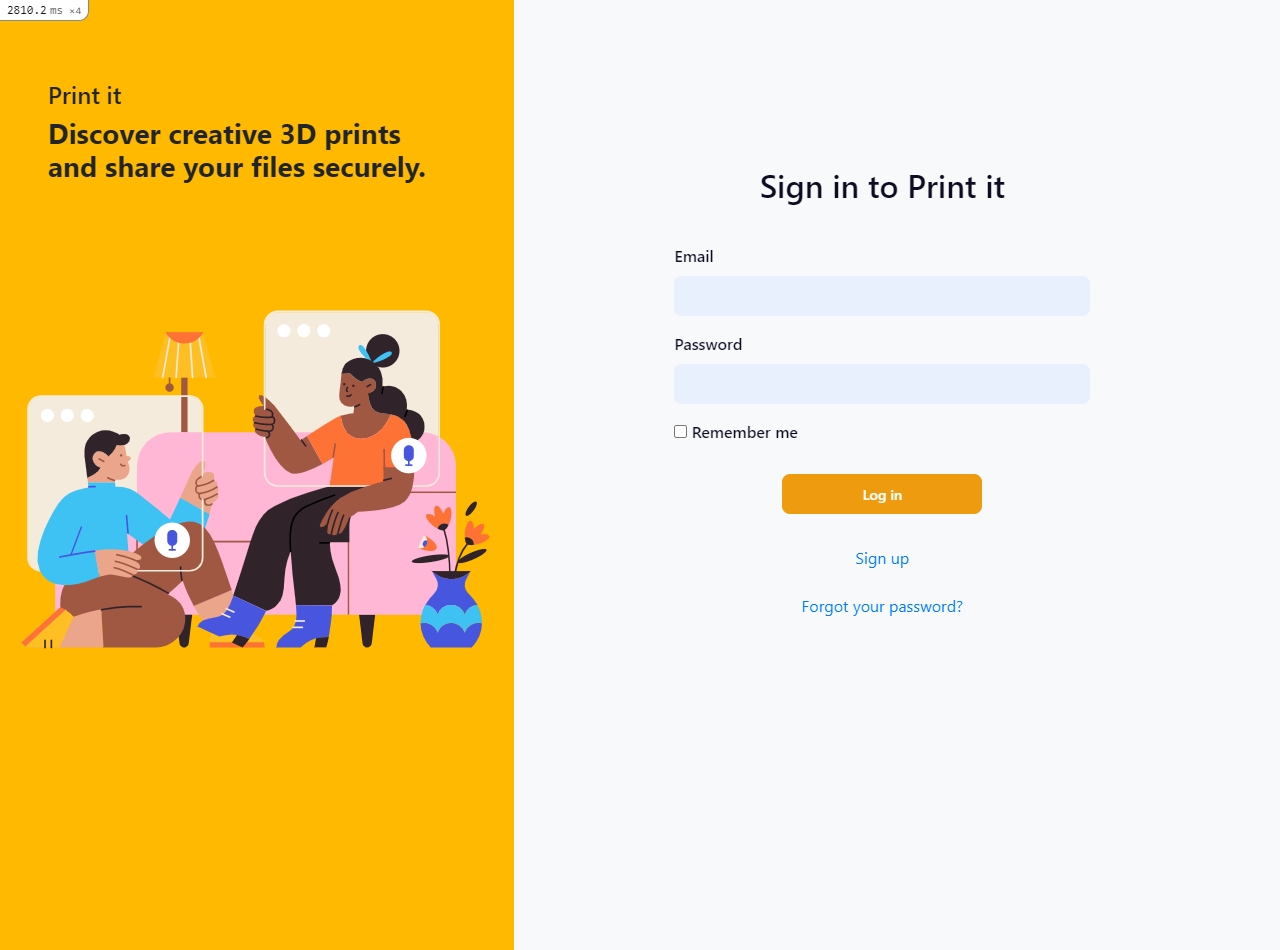 2810.2 ms ×4
Print it
Discover creative 3D prints
and share your files securely.
Sign in to Print it
Email
Password
Remember me
Log in
Sign up
Forgot your password?